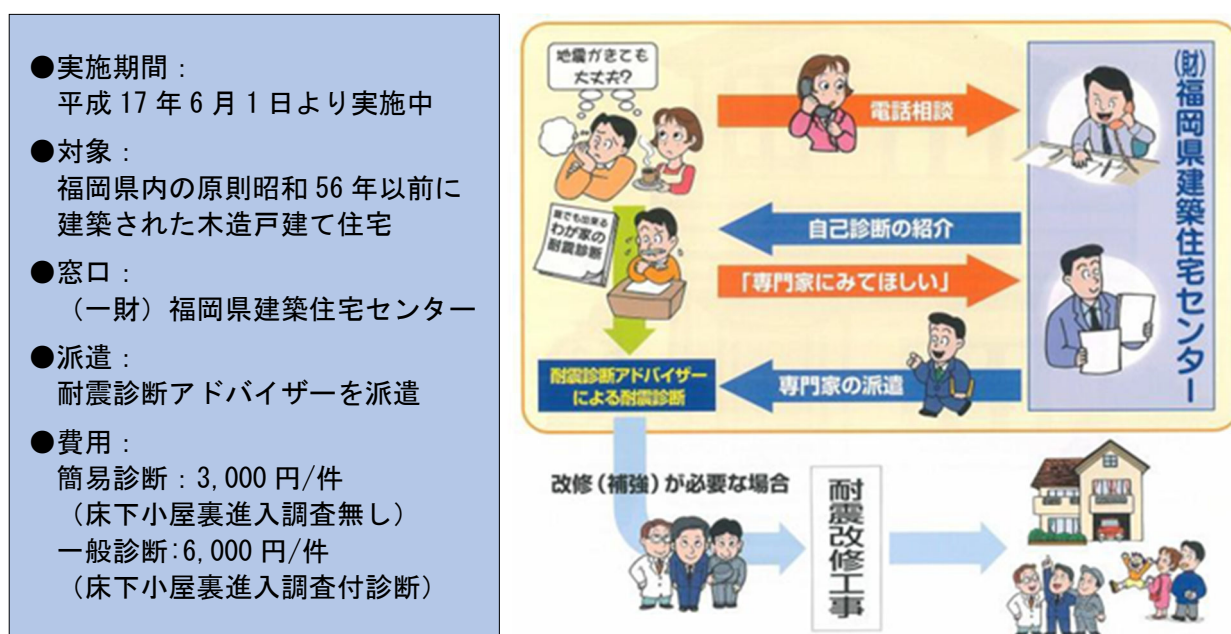 ●実施期間：
平成 17 年 6 月 1 日より実施中
●対象：
福岡県内の原則昭和 56 年以前に
建築された木造戸建て住宅
●窓口：
（一財）福岡県建築住宅センター
●派遣：
耐震診断アドバイザーを派遣
●費用：
簡易診断：3,000 円/件
（床下小屋裏進入調査無し）
一般診断:6,000 円/件
（床下小屋裏進入調査付診断）
地震がきても
大丈夫?
電話相談
(財)福岡県建築住宅センター
誰でも出来る
わが家の
耐震診断
自己診断の紹介
「専門家にみてほしい」
専門家の派遣
耐震診断アドバイザー
による耐震診断
改修(補強)が必要な場合
耐震改修工事